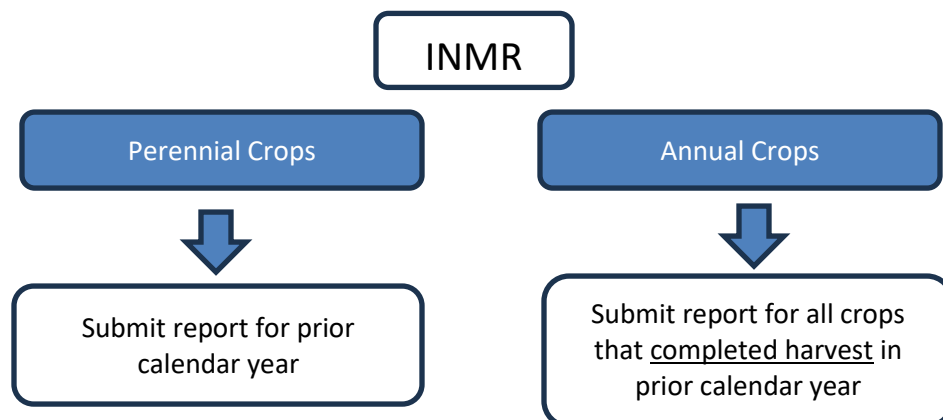 INMR
Perennial Crops
Annual Crops
Submit report for prior
calendar year
Submit report for all crops
that completed harvest in
prior calendar year